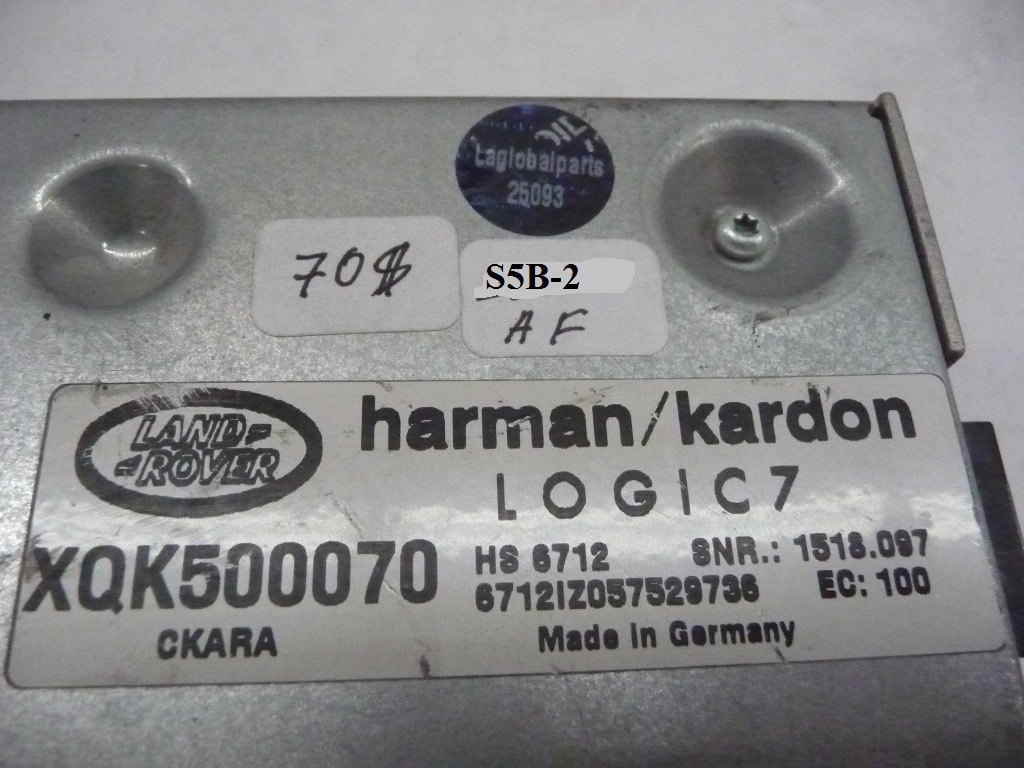 Laglobalparts
25093
70$
S5B-2
AF
LAND-
-ROVER
harman/kardon
LOGIC7
XQK500070
HS 6712 SNR.: 1518.097
6712IZ057529736 EC: 100
CKARA
Made in Germany